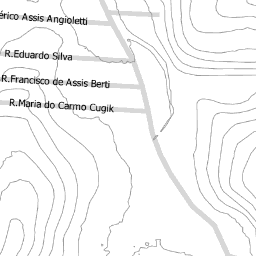 érico Assis Angioletti
R.Eduardo Silva
R.Francisco de Assis Berti
R.Maria do Carmo Cugik